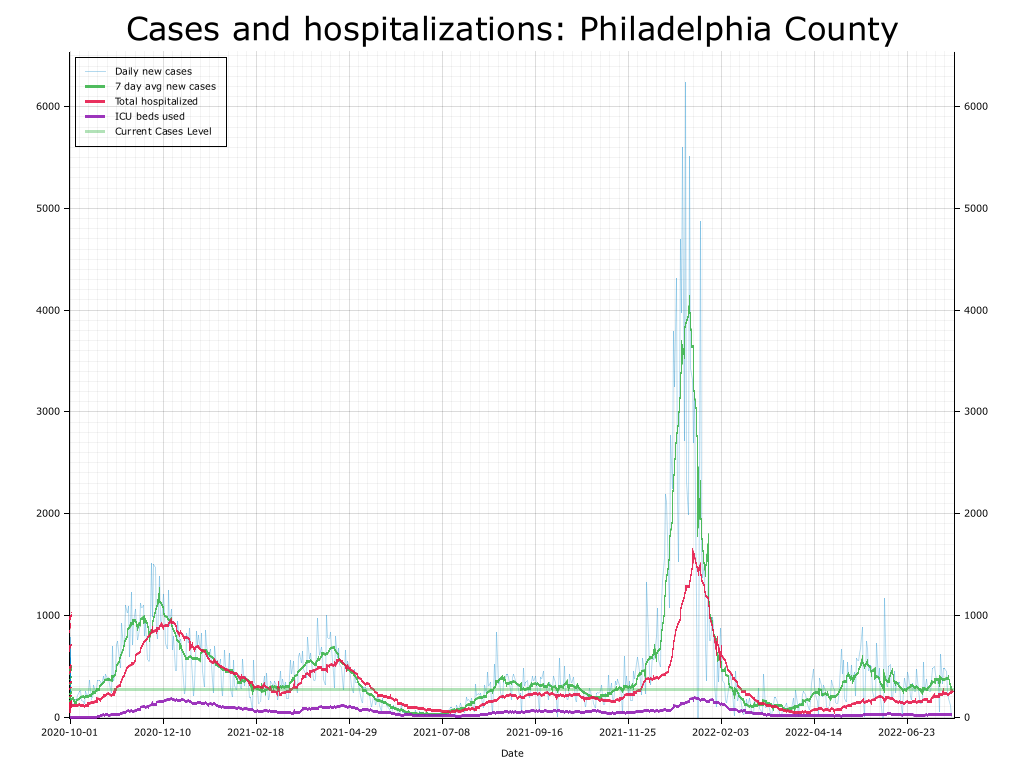 Cases and hospitalizations: Philadelphia County
Daily new cases
7 day avg new cases
Total hospitalized
ICU beds used
Current Cases Level
6000
6000
5000
5000
4000
4000
3000
3000
2000
2000
1000
1000
0
0
2020-10-01 2020-12-10 2021-02-18 2021-04-29 2021-07-08 2021-09-16 2021-11-25 2022-02-03 2022-04-14 2022-06-23
Date